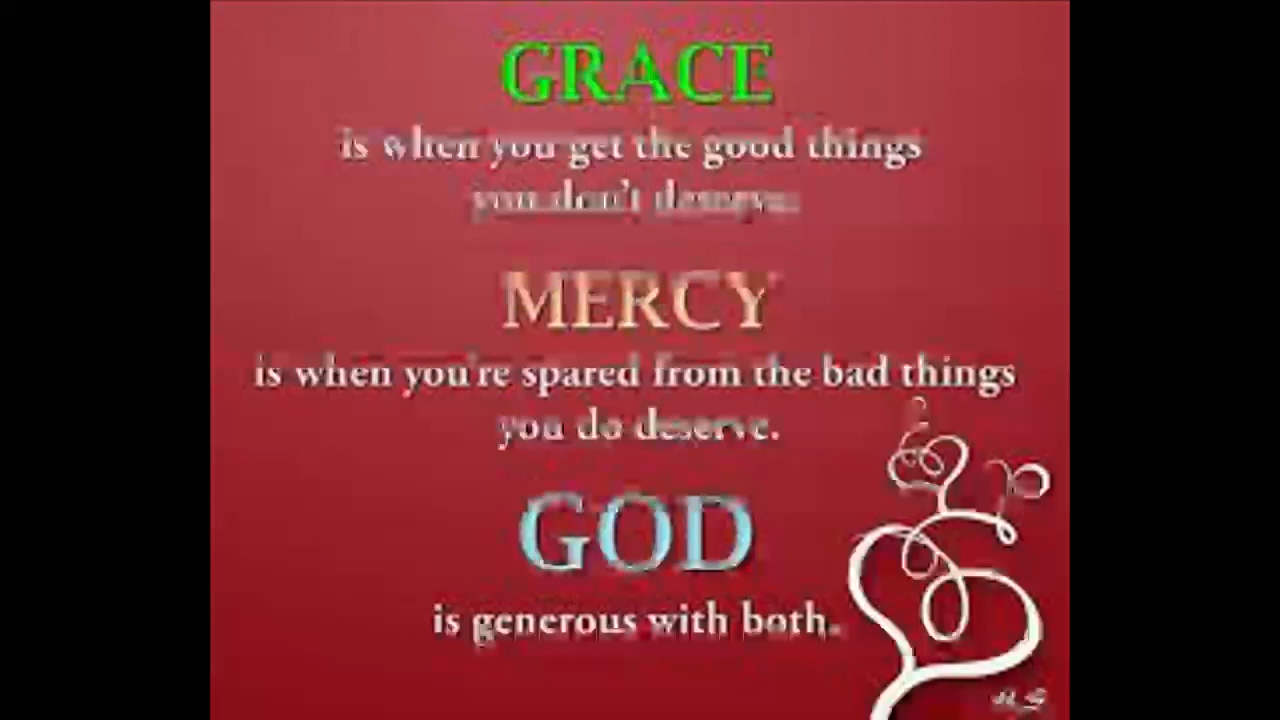 GRACE
is when you get the good things
you don't deserve.
MERCY
is when you're spared from the bad things
you do deserve.
GOD
is generous with both.